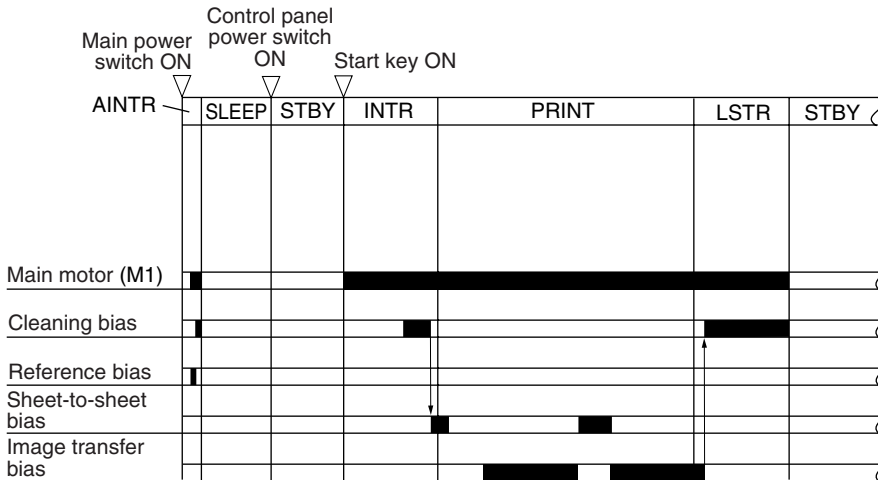 Control panel
power switch
ON
Main power
switch ON
Start key ON
AINTR
SLEEP
STBY
INTR
PRINT
LSTR
STBY
Main motor (M1)
Cleaning bias
Reference bias
Sheet-to-sheet
bias
Image transfer
bias